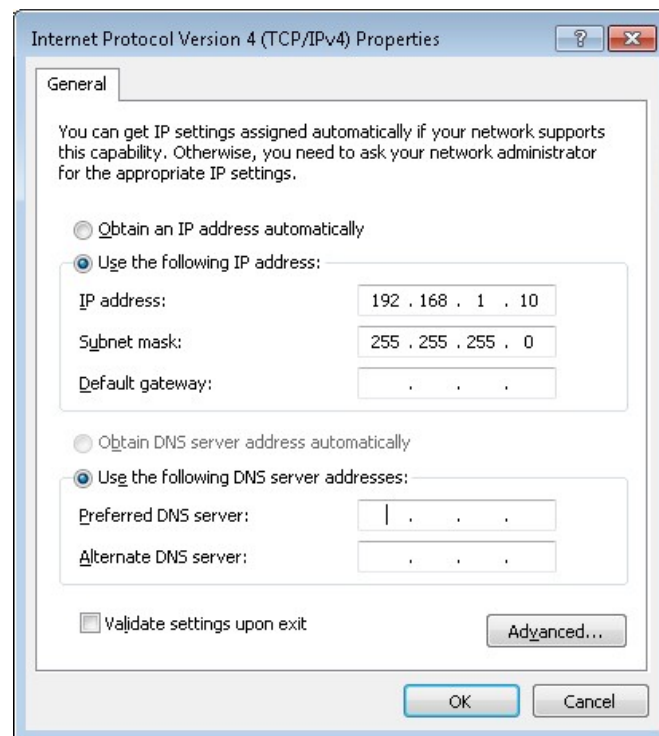 Internet Protocol Version 4 (TCP/IPv4) Properties
General
You can get IP settings assigned automatically if your network supports
this capability. Otherwise, you need to ask your network administrator
for the appropriate IP settings.
Obtain an IP address automatically
Use the following IP address:
IP address: 192 . 168 . 1 . 10
Subnet mask: 255 . 255 . 255 . 0
Default gateway: . . .
Obtain DNS server address automatically
Use the following DNS server addresses:
Preferred DNS server: . . .
Alternate DNS server: . . .
Validate settings upon exit
Advanced...
OK Cancel